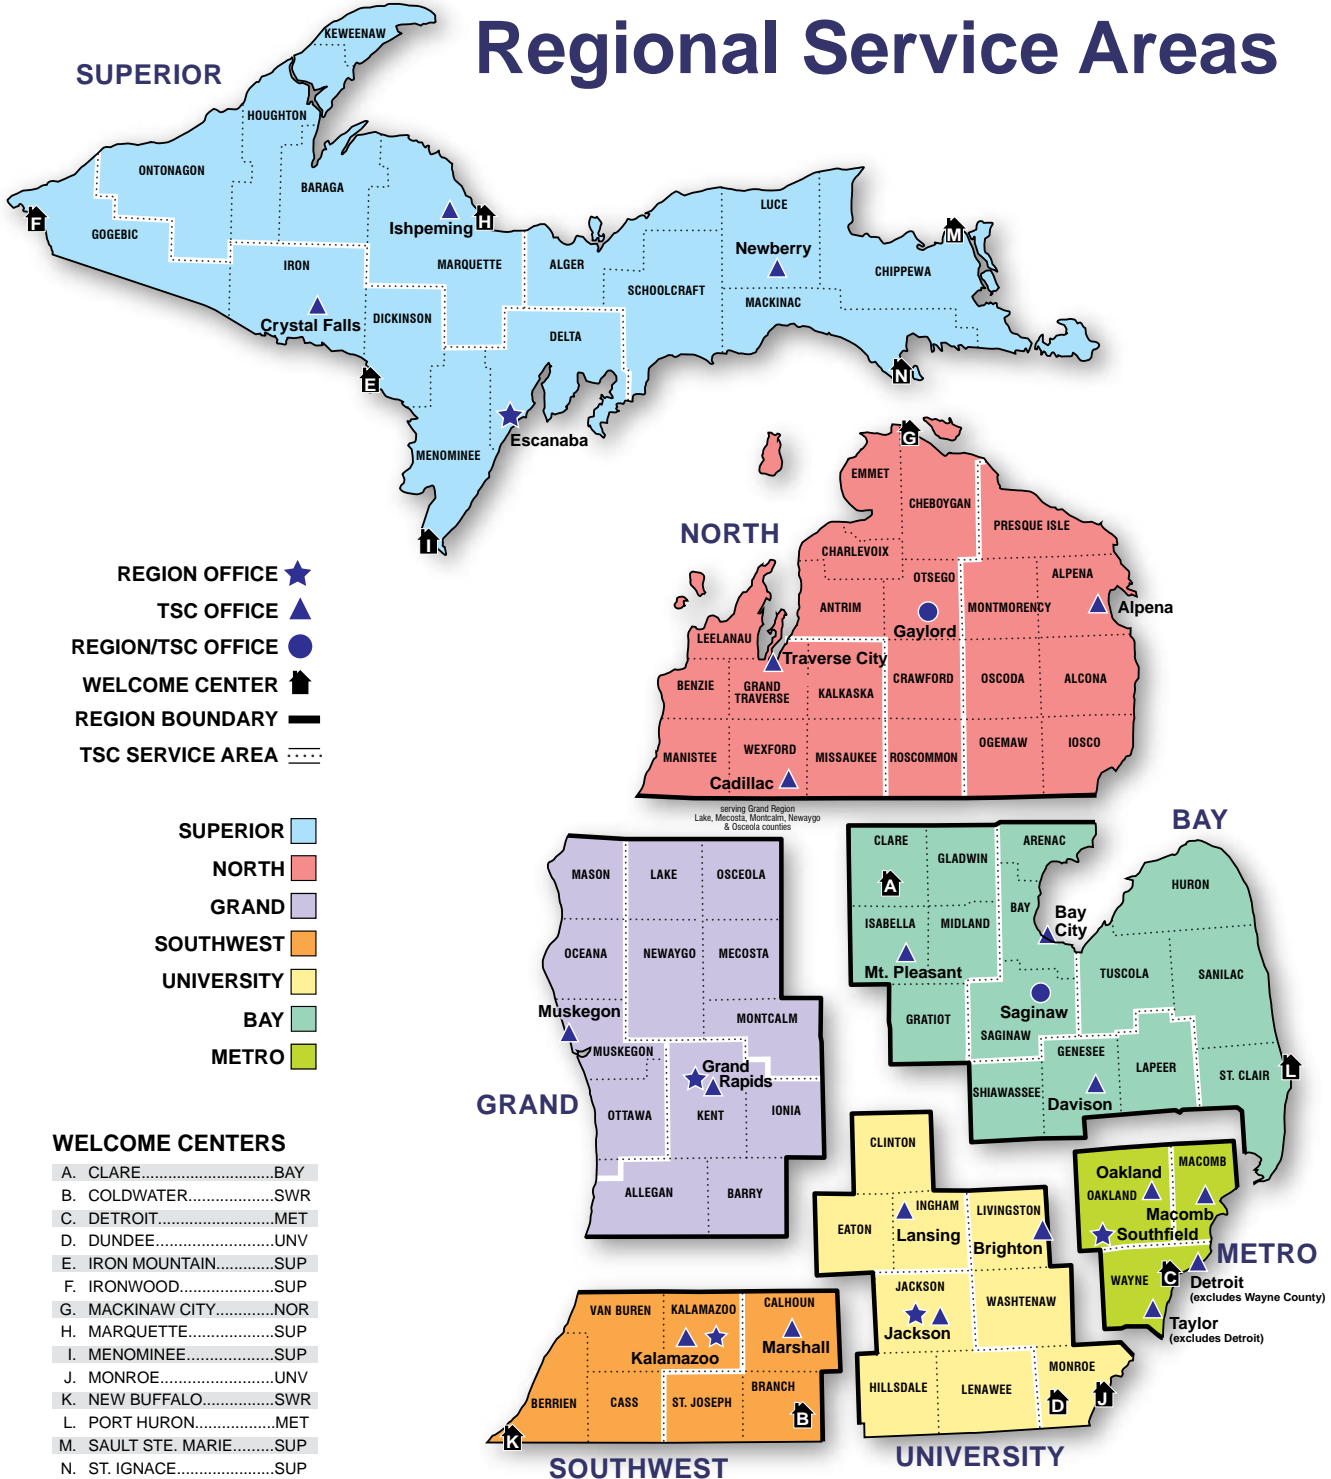 Regional Service Areas
SUPERIOR
KEWEENAW
HOUGHTON
ONTONAGON
BARAGA
F
GOGEBIC
Ishpeming
H
IRON
MARQUETTE
ALGER
LUCE
Newberry
M
CHIPPEWA
SCHOOLCRAFT
MACKINAC
Crystal Falls
DICKINSON
DELTA
E
N
Escanaba
MENOMINEE
I
G
EMMET
CHEBOYGAN
NORTH
PRESQUE ISLE
CHARLEVOIX
OTSEGO
ALPENA
ANTRIM
MONTMORENCY
Alpena
Gaylord
LEELANAU
Traverse City
BENZIE
GRAND
TRAVERSE
KALKASKA
CRAWFORD
OSCODA
ALCONA
MANISTEE
WEXFORD
MISSAUKEE
ROSCOMMON
OGEMAW
IOSCO
Cadillac
serving Grand Region
Lake, Mecosta, Montcalm, Newaygo
& Osceola counties
REGION OFFICE
TSC OFFICE
REGION/TSC OFFICE
WELCOME CENTER
REGION BOUNDARY
TSC SERVICE AREA
SUPERIOR
NORTH
GRAND
SOUTHWEST
UNIVERSITY
BAY
METRO
BAY
CLARE
GLADWIN
ARENAC
HURON
A
BAY
Bay
City
ISABELLA
MIDLAND
Mt. Pleasant
TUSCOLA
SANILAC
Saginaw
GRATIOT
SAGINAW
GENESEE
LAPEER
ST. CLAIR
L
SHIAWASSEE
Davison
MASON
LAKE
OSCEOLA
OCEANA
NEWAYGO
MECOSTA
Muskegon
MONTCALM
MUSKEGON
Grand
Rapids
GRAND
OTTAWA
KENT
IONIA
ALLEGAN
BARRY
CLINTON
EATON
INGHAM
Lansing
LIVINGSTON
Brighton
JACKSON
Jackson
WASHTENAW
HILLSDALE
LENAWEE
MONROE
D
J
UNIVERSITY
Oakland
MACOMB
OAKLAND
Macomb
Southfield
METRO
WAYNE
C
Detroit
(excludes Wayne County)
Taylor
(excludes Detroit)
VAN BUREN
KALAMAZOO
CALHOUN
Kalamazoo
Marshall
BERRIEN
CASS
ST. JOSEPH
BRANCH
B
K
SOUTHWEST
WELCOME CENTERS
A. CLARE..............................BAY
B. COLDWATER...................SWR
C. DETROIT..........................MET
D. DUNDEE..........................UNV
E. IRON MOUNTAIN.............SUP
F. IRONWOOD.....................SUP
G. MACKINAW CITY.............NOR
H. MARQUETTE...................SUP
I. MENOMINEE...................SUP
J. MONROE..........................UNV
K. NEW BUFFALO................SWR
L. PORT HURON..................MET
M. SAULT STE. MARIE.........SUP
N. ST. IGNACE......................SUP